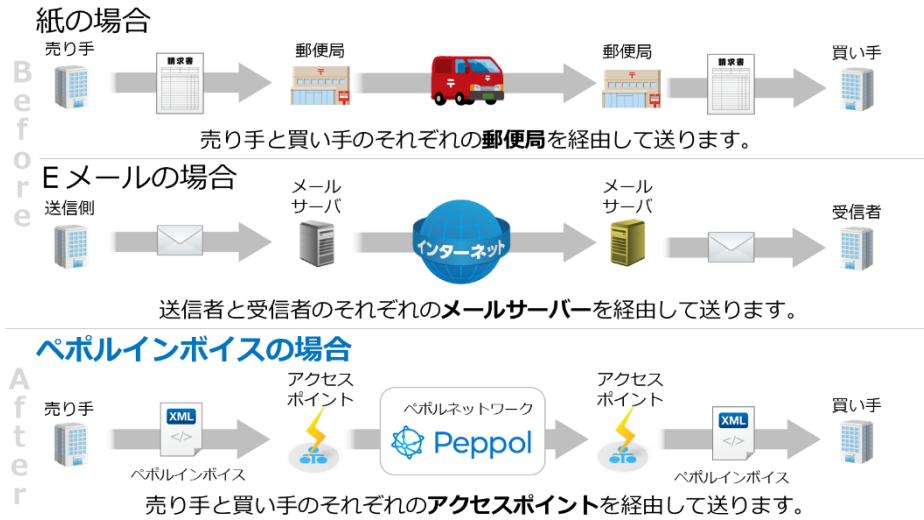 紙の場合
Before
売り手
請求書
郵便局
〒
〒
郵便局
〒
請求書
買い手
売り手と買い手のそれぞれの郵便局を経由して送ります。
Eメールの場合
送信側
メール
サーバ
インターネット
メール
サーバ
受信者
送信者と受信者のそれぞれのメールサーバーを経由して送ります。
ペポルインボイスの場合
After
売り手
XML
</>
ペポルインボイス
アクセス
ポイント
ペポルネットワーク
Peppol
アクセス
ポイント
XML
</>
ペポルインボイス
買い手
売り手と買い手のそれぞれのアクセスポイントを経由して送ります。